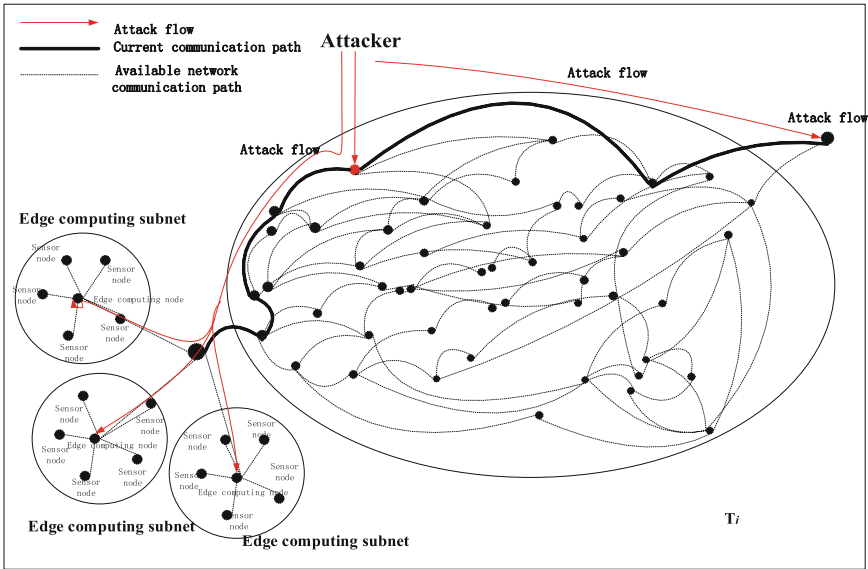 Attack flow
Current communication path
Available network
communication path
Attacker
Attack flow
Attack flow
Attack flow
Edge computing subnet
Sensor
node
Sensor
node
Sensor
node
Edge computing node
Sensor
node
Sensor
node
Sensor
node
Sensor
node
Sensor
node
Edge computing node
Sensor
node
Sensor
node
Edge computing subnet
Sensor
node
Sensor
node
Sensor
node
Sensor
node
Edge computing node
Sensor
node
Edge computing subnet
Ti